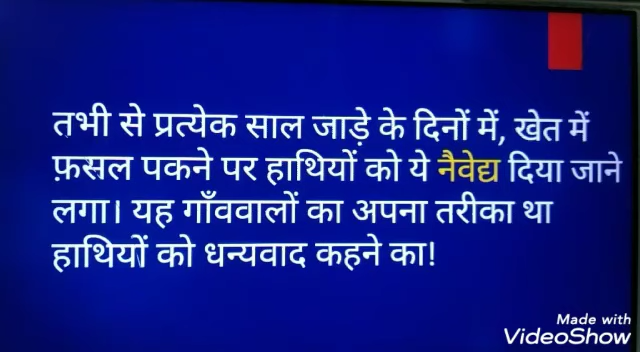 तभी से प्रत्येक साल जाड़े के दिनों में, खेत में
फ़सल पकने पर हाथियों को ये नैवेद्य दिया जाने
लगा। यह गाँववालों का अपना तरीका था
हाथियों को धन्यवाद कहने का!
Made with
VideoShow